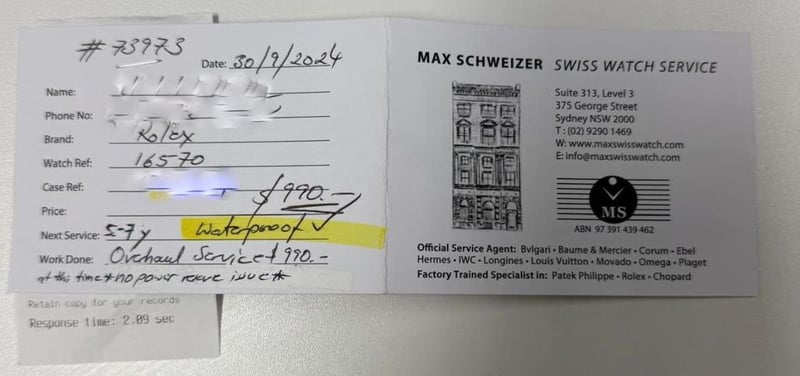 # 73973
Date: 30/9/2024
Name:
Phone No:
Brand: Rolex
Watch Ref: 16570
Case Ref:
Price: $990.-
Next Service: 5-7y Waterproof ✓
Work Done: Overhaul Service $990.-
at this time * no power reserve issue *
Retain copy for your records
Response time: 2.09 sec
MAX SCHWEIZER SWISS WATCH SERVICE
Suite 313, Level 3
375 George Street
Sydney NSW 2000
T : (02) 9290 1469
W: www.maxswisswatch.com
E: info@maxswisswatch.com
MS
ABN 97 391 439 462
Official Service Agent: Bvlgari • Baume & Mercier • Corum • Ebel
Hermes • IWC • Longines • Louis Vuitton • Movado • Omega • Piaget
Factory Trained Specialist in: Patek Philippe • Rolex • Chopard